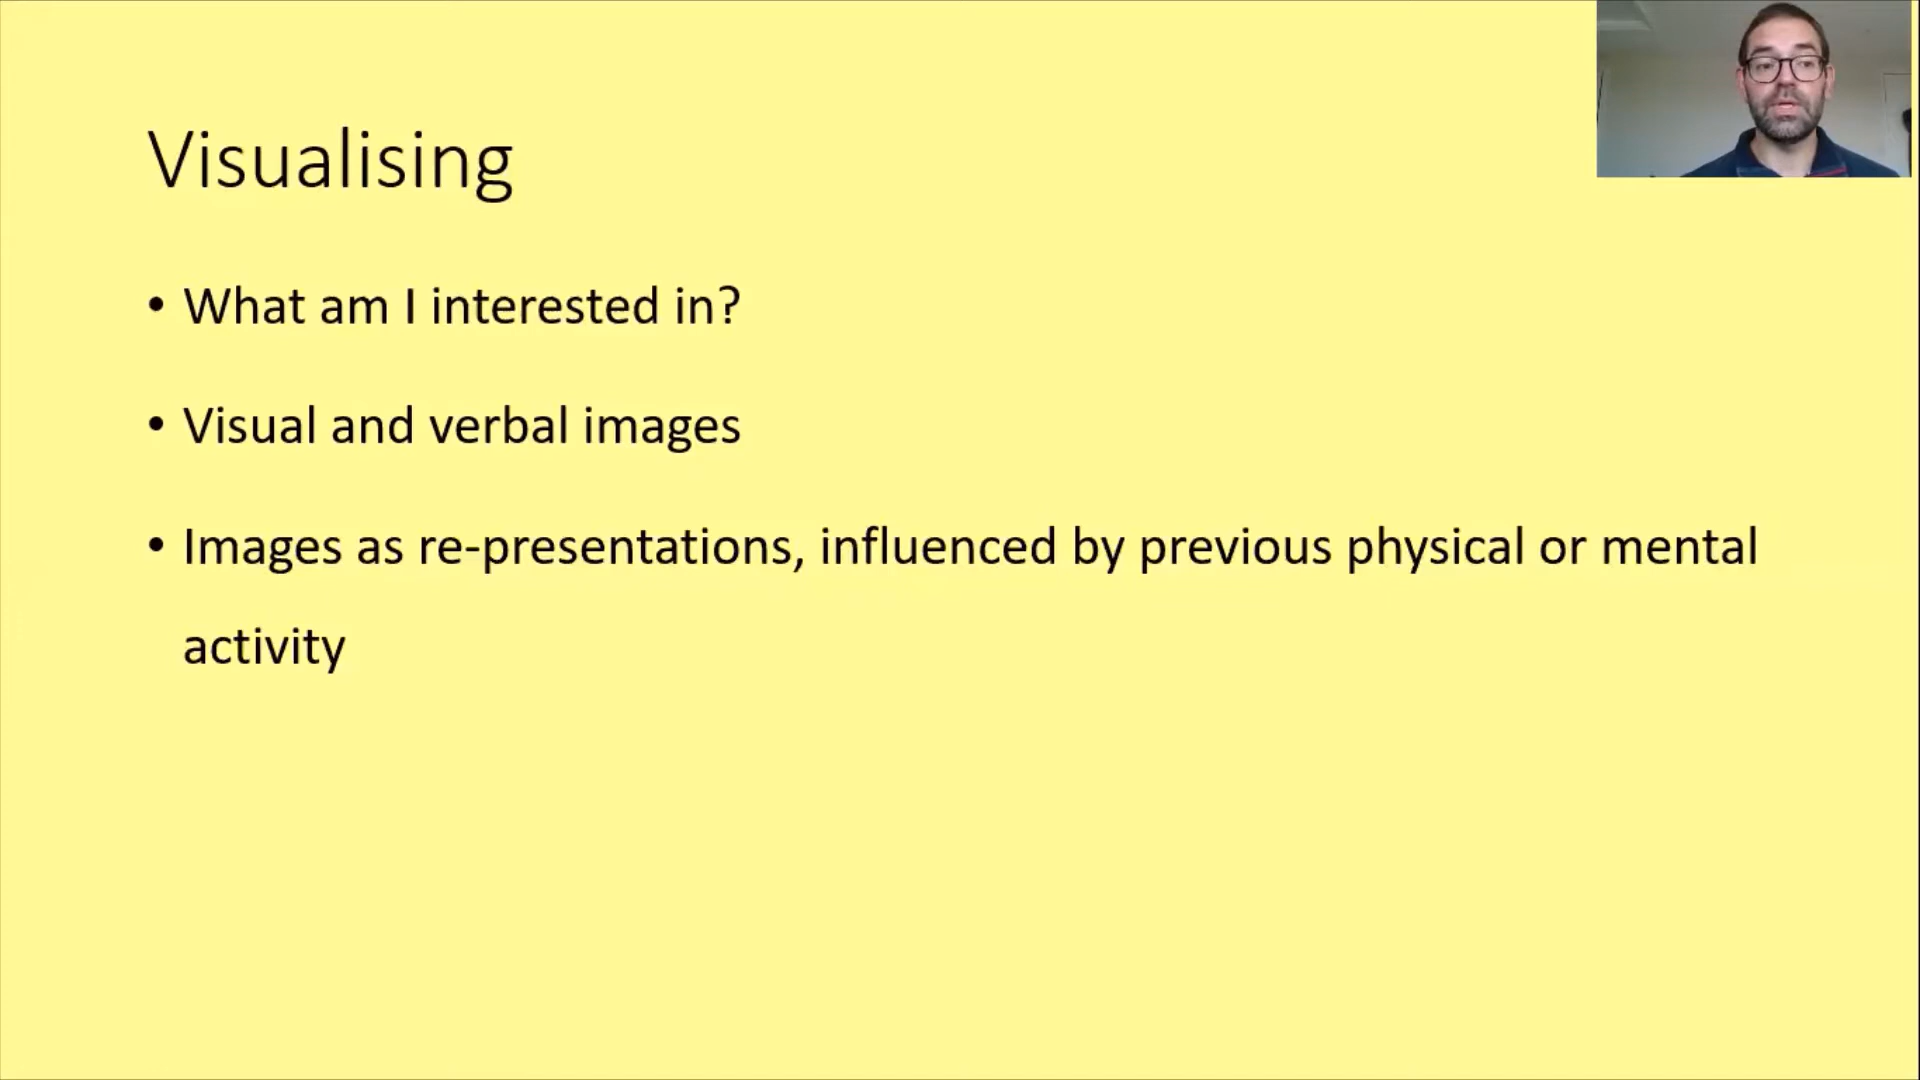 Visualising
• What am I interested in?
• Visual and verbal images
• Images as re-presentations, influenced by previous physical or mental
activity